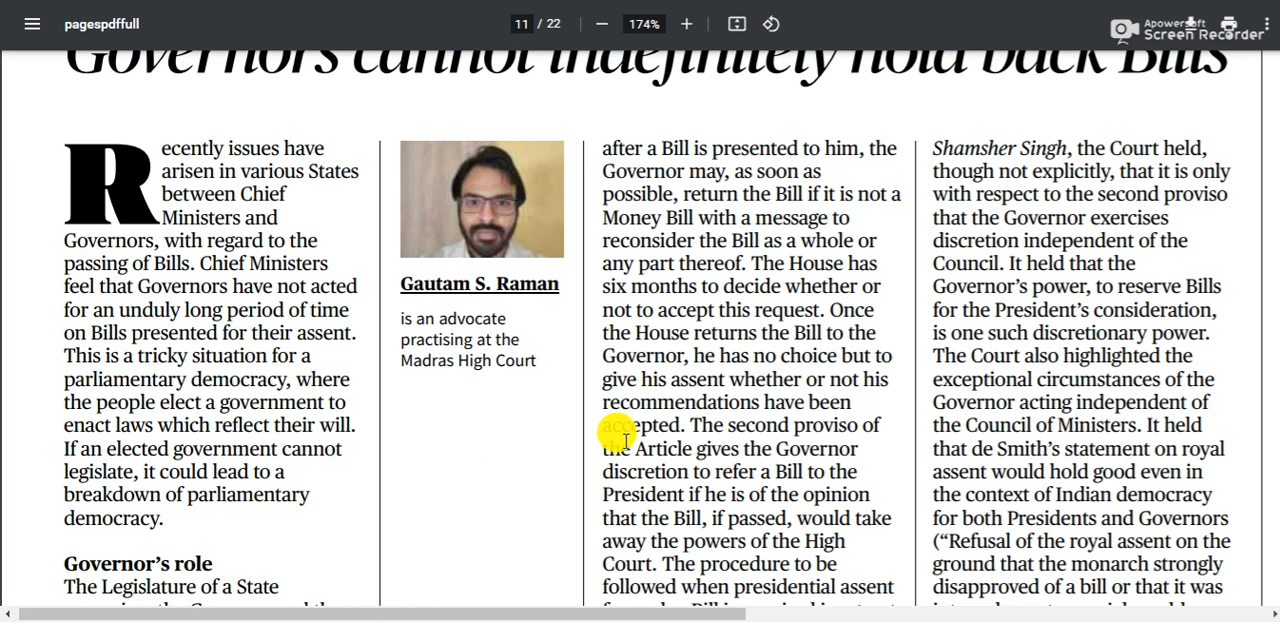 pagespdffull
11 / 22
174%
Apowersoft
Screen Recorder
Governors cannot indefinitely hold back Bills
Recently issues have
arisen in various States
between Chief
Ministers and
Governors, with regard to the
passing of Bills. Chief Ministers
feel that Governors have not acted
for an unduly long period of time
on Bills presented for their assent.
This is a tricky situation for a
parliamentary democracy, where
the people elect a government to
enact laws which reflect their will.
If an elected government cannot
legislate, it could lead to a
breakdown of parliamentary
democracy.
Governor's role
The Legislature of a State
Gautam S. Raman
is an advocate
practising at the
Madras High Court
after a Bill is presented to him, the
Governor may, as soon as
possible, return the Bill if it is not a
Money Bill with a message to
reconsider the Bill as a whole or
any part thereof. The House has
six months to decide whether or
not to accept this request. Once
the House returns the Bill to the
Governor, he has no choice but to
give his assent whether or not his
recommendations have been
accepted. The second proviso of
the Article gives the Governor
discretion to refer a Bill to the
President if he is of the opinion
that the Bill, if passed, would take
away the powers of the High
Court. The procedure to be
followed when presidential assent
Shamsher Singh, the Court held,
though not explicitly, that it is only
with respect to the second proviso
that the Governor exercises
discretion independent of the
Council. It held that the
Governor's power, to reserve Bills
for the President's consideration,
is one such discretionary power.
The Court also highlighted the
exceptional circumstances of the
Governor acting independent of
the Council of Ministers. It held
that de Smith's statement on royal
assent would hold good even in
the context of Indian democracy
for both Presidents and Governors
("Refusal of the royal assent on the
ground that the monarch strongly
disapproved of a bill or that it was